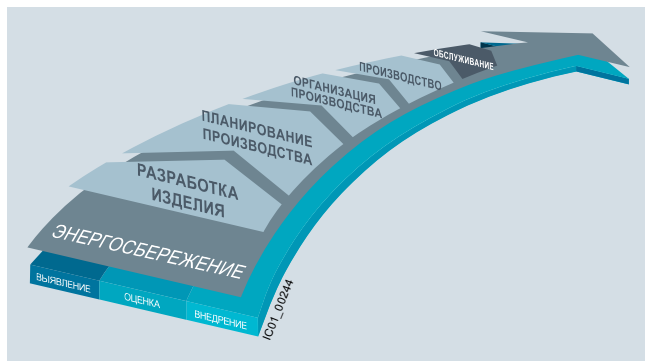 ОБСЛУЖИВАНИЕ
ПРОИЗВОДСТВО
ОРГАНИЗАЦИЯ
ПРОИЗВОДСТВА
ПЛАНИРОВАНИЕ
ПРОИЗВОДСТВА
РАЗРАБОТКА
ИЗДЕЛИЯ
ЭНЕРГОСБЕРЕЖЕНИЕ
ВЫЯВЛЕНИЕ
ОЦЕНКА
ВНЕДРЕНИЕ
IC01_00244